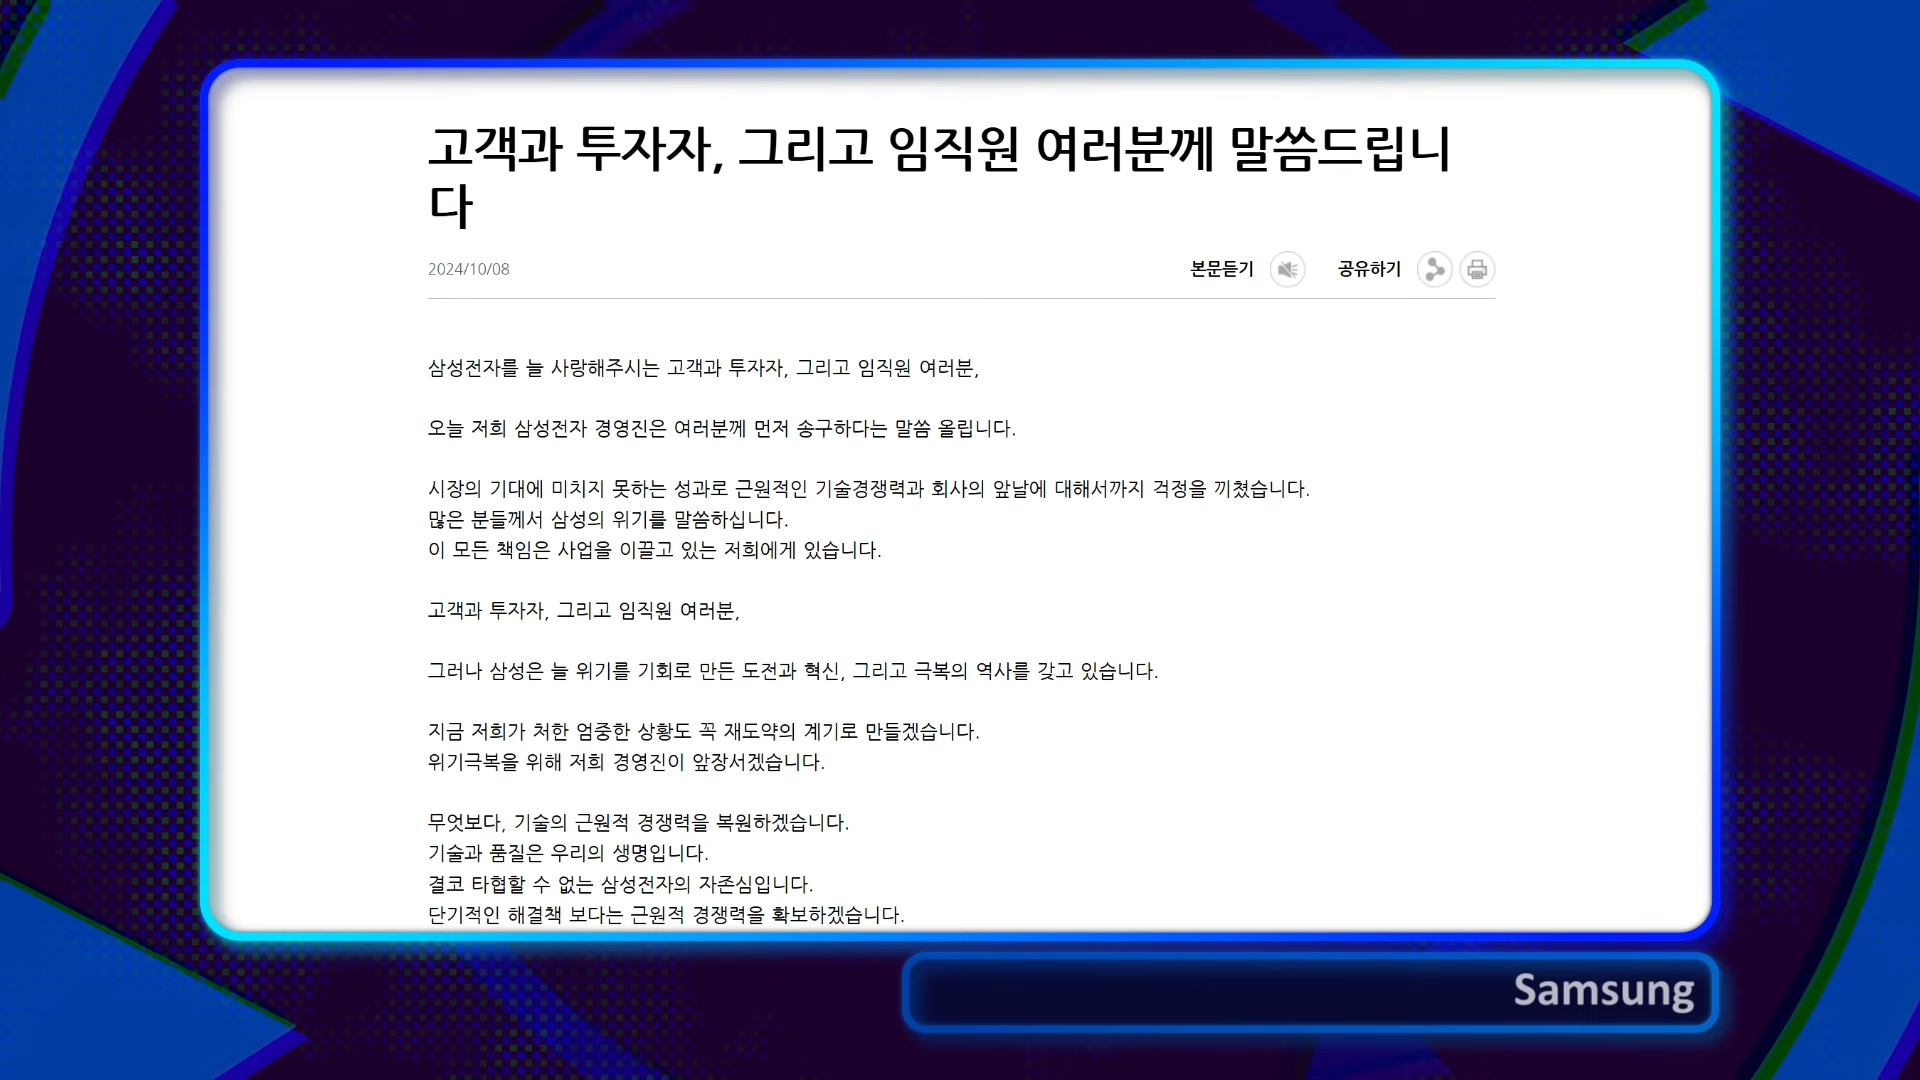 고객과 투자자, 그리고 임직원 여러분께 말씀드립니
다
2024/10/08 본문듣기 공유하기
삼성전자를 늘 사랑해주시는 고객과 투자자, 그리고 임직원 여러분,
오늘 저희 삼성전자 경영진은 여러분께 먼저 송구하다는 말씀 올립니다.
시장의 기대에 미치지 못하는 성과로 근원적인 기술경쟁력과 회사의 앞날에 대해서까지 걱정을 끼쳤습니다.
많은 분들께서 삼성의 위기를 말씀하십니다.
이 모든 책임은 사업을 이끌고 있는 저희에게 있습니다.
고객과 투자자, 그리고 임직원 여러분,
그러나 삼성은 늘 위기를 기회로 만든 도전과 혁신, 그리고 극복의 역사를 갖고 있습니다.
지금 저희가 처한 엄중한 상황도 꼭 재도약의 계기로 만들겠습니다.
위기극복을 위해 저희 경영진이 앞장서겠습니다.
무엇보다, 기술의 근원적 경쟁력을 복원하겠습니다.
기술과 품질은 우리의 생명입니다.
결코 타협할 수 없는 삼성전자의 자존심입니다.
단기적인 해결책 보다는 근원적 경쟁력을 확보하겠습니다.
Samsung